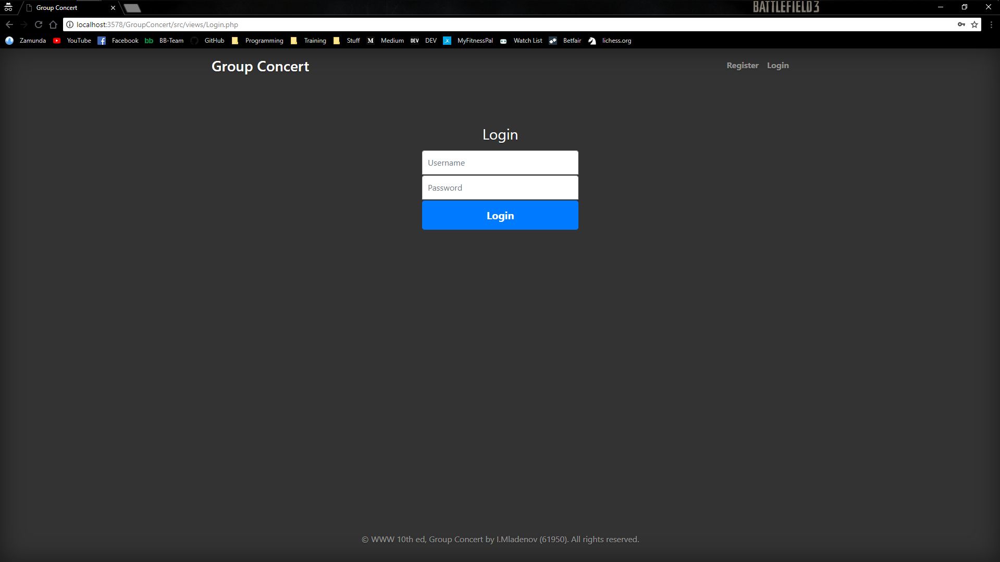 Group Concert
BATTLEFIELD 3
localhost:3578/GroupConcert/src/views/Login.php
Zamunda YouTube Facebook bb BB-Team GitHub Programming Training Stuff M Medium DEV DEV MyFitnessPal Watch List Betfair lichess.org
Group Concert Register Login
Login
Username
Password
Login
© WWW 10th ed, Group Concert by I.Mladenov (61950). All rights reserved.